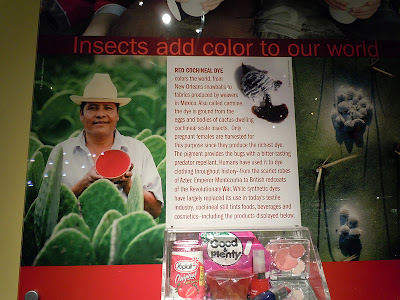 Insects add color to our world
RED COCHINEAL DYE
colors the world, from
New Orleans snowballs to
fabrics produced by weavers
in Mexico. Also called carmine,
the dye is ground from the
eggs and bodies of cactus-dwelling
cochineal scale insects. Only
pregnant females are harvested for
this purpose since they produce the richest dye.
The pigment provides the bugs with a bitter-tasting
predator repellant. Humans have used it to dye
clothing throughout history–from the scarlet robes
of Aztec Emperor Montezuma to British redcoats
of the Revolutionary War. While synthetic dyes
have largely replaced its use in today's textile
industry, cochineal still tints foods, beverages and
cosmetics–including the products displayed below.
Yoplait
Original
Good
Plenty